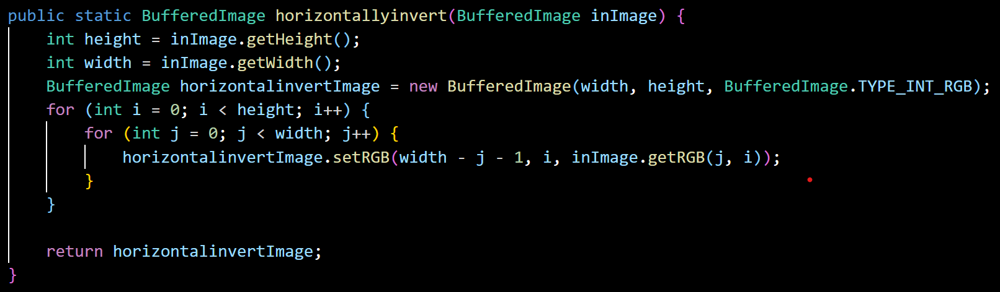 public static BufferedImage horizontallyinvert(BufferedImage inImage) {
    int height = inImage.getHeight();
    int width = inImage.getWidth();
    BufferedImage horizontalinvertImage = new BufferedImage(width, height, BufferedImage.TYPE_INT_RGB);
    for (int i = 0; i < height; i++) {
        for (int j = 0; j < width; j++) {
            horizontalinvertImage.setRGB(width - j - 1, i, inImage.getRGB(j, i));
        }
    }

    return horizontalinvertImage;
}